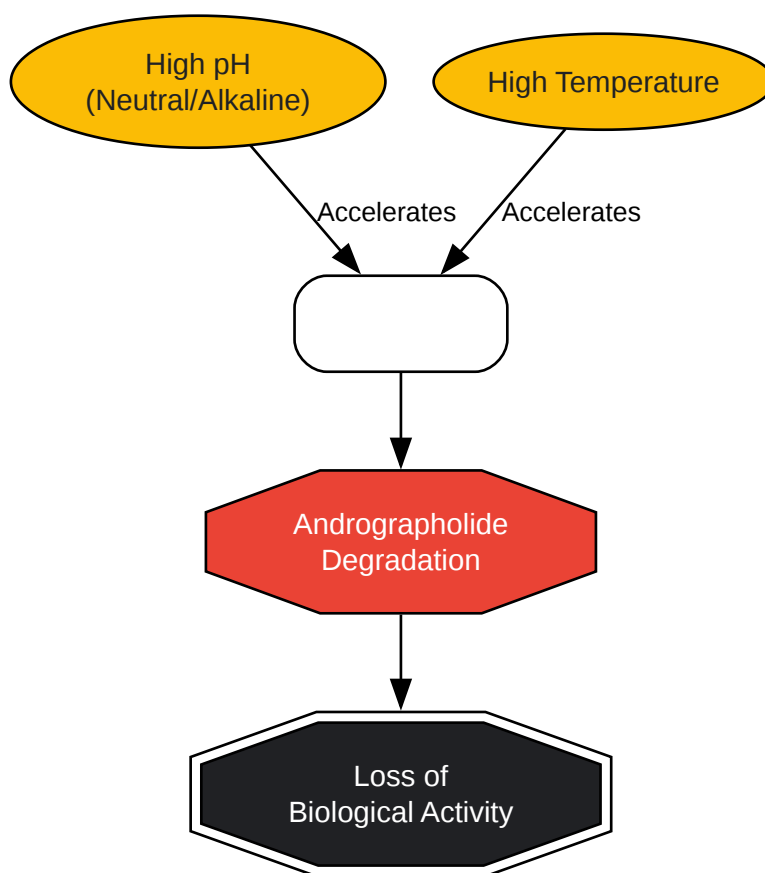 High pH
(Neutral/Alkaline)
High Temperature
Accelerates
Accelerates
Andrographolide
Degradation
Loss of
Biological Activity